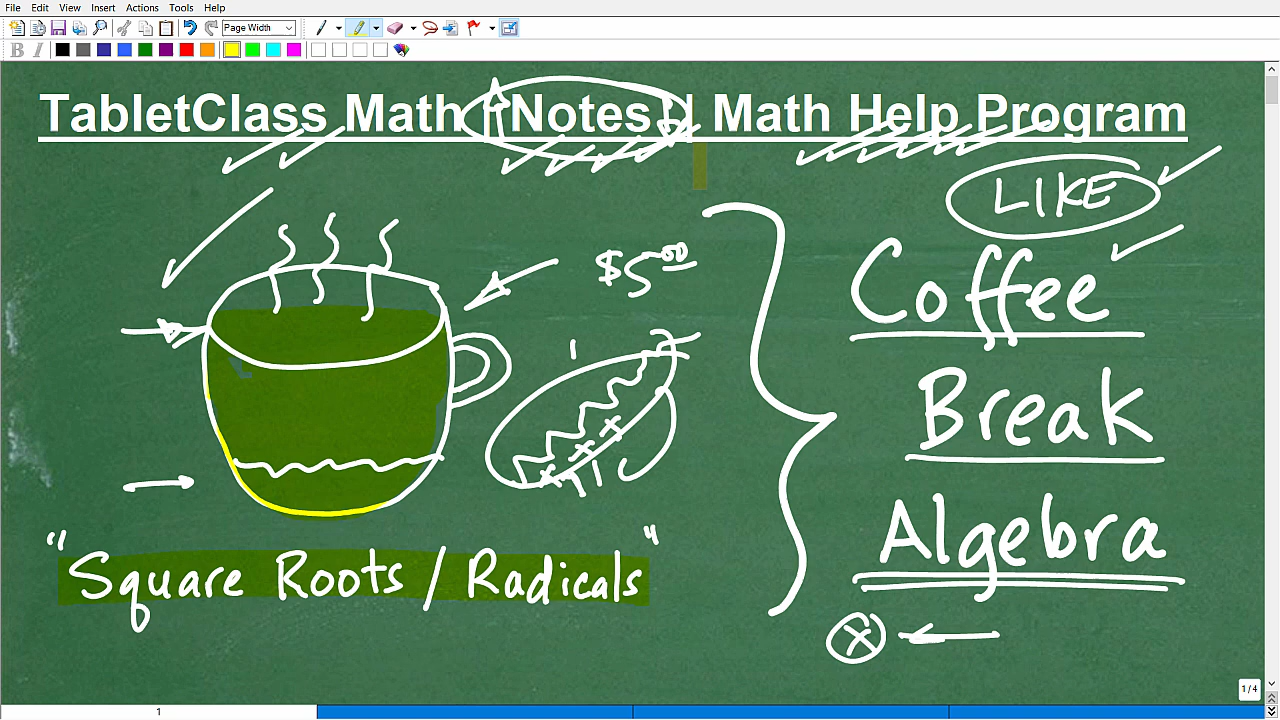 File Edit View Insert Actions Tools Help
Page Width
B I
TabletClass Math | Notes | Math Help Program
LIKE
$5.00
Coffee
Break
Algebra
"Square Roots / Radicals"
X
1/4
1